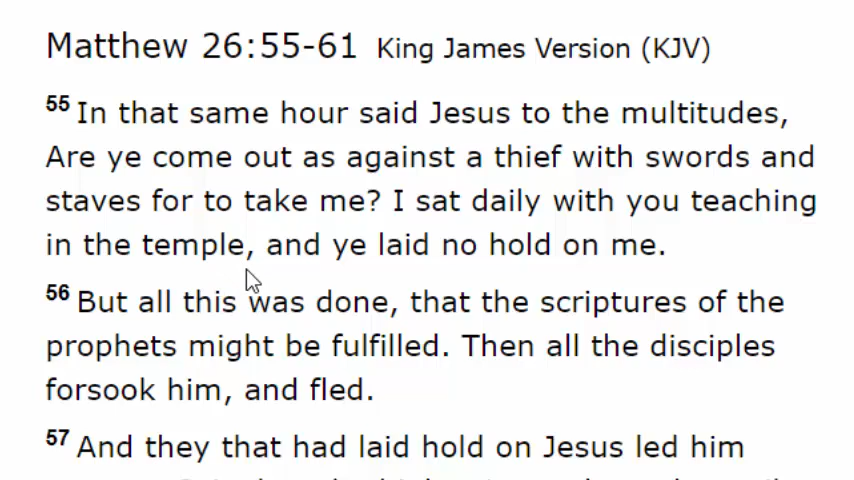 Matthew 26:55-61 King James Version (KJV)
55 In that same hour said Jesus to the multitudes,
Are ye come out as against a thief with swords and
staves for to take me? I sat daily with you teaching
in the temple, and ye laid no hold on me.
56 But all this was done, that the scriptures of the
prophets might be fulfilled. Then all the disciples
forsook him, and fled.
57 And they that had laid hold on Jesus led him